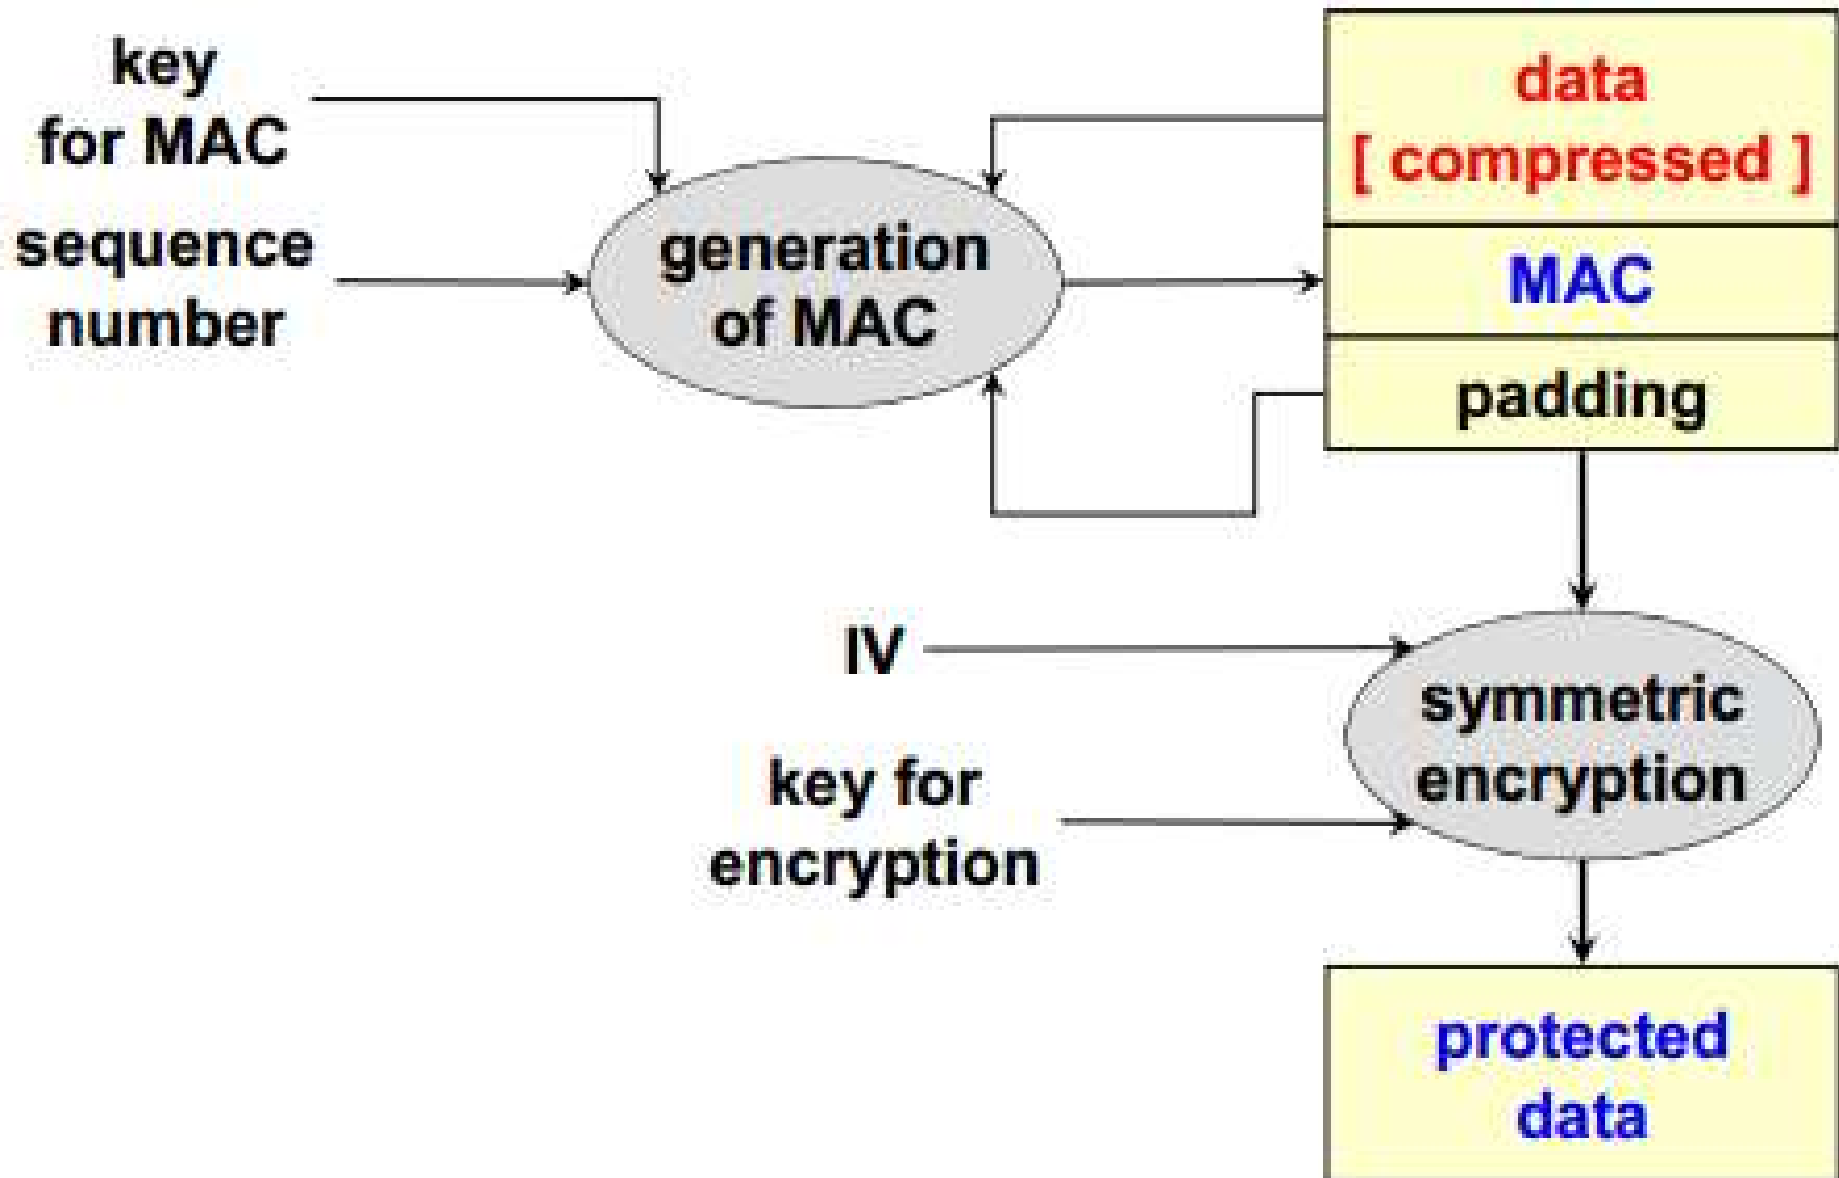 key
for MAC
sequence
number
generation
of MAC
data
[ compressed ]
MAC
padding
IV
key for
encryption
symmetric
encryption
protected
data